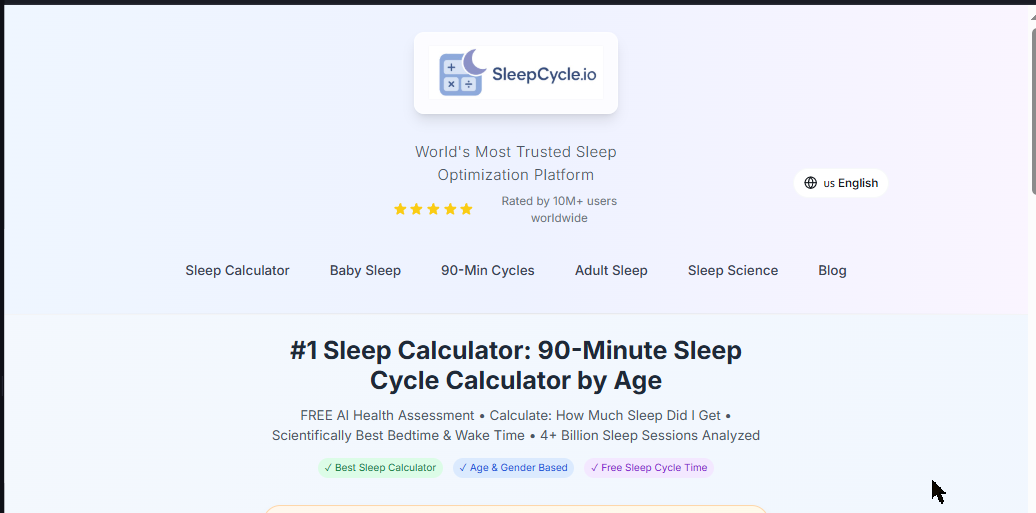 SleepCycle.io
World's Most Trusted Sleep
Optimization Platform
Rated by 10M+ users
worldwide
us English
Sleep Calculator
Baby Sleep
90-Min Cycles
Adult Sleep
Sleep Science
Blog
#1 Sleep Calculator: 90-Minute Sleep
Cycle Calculator by Age
FREE AI Health Assessment • Calculate: How Much Sleep Did I Get •
Scientifically Best Bedtime & Wake Time • 4+ Billion Sleep Sessions Analyzed
✓ Best Sleep Calculator
✓ Age & Gender Based
✓ Free Sleep Cycle Time